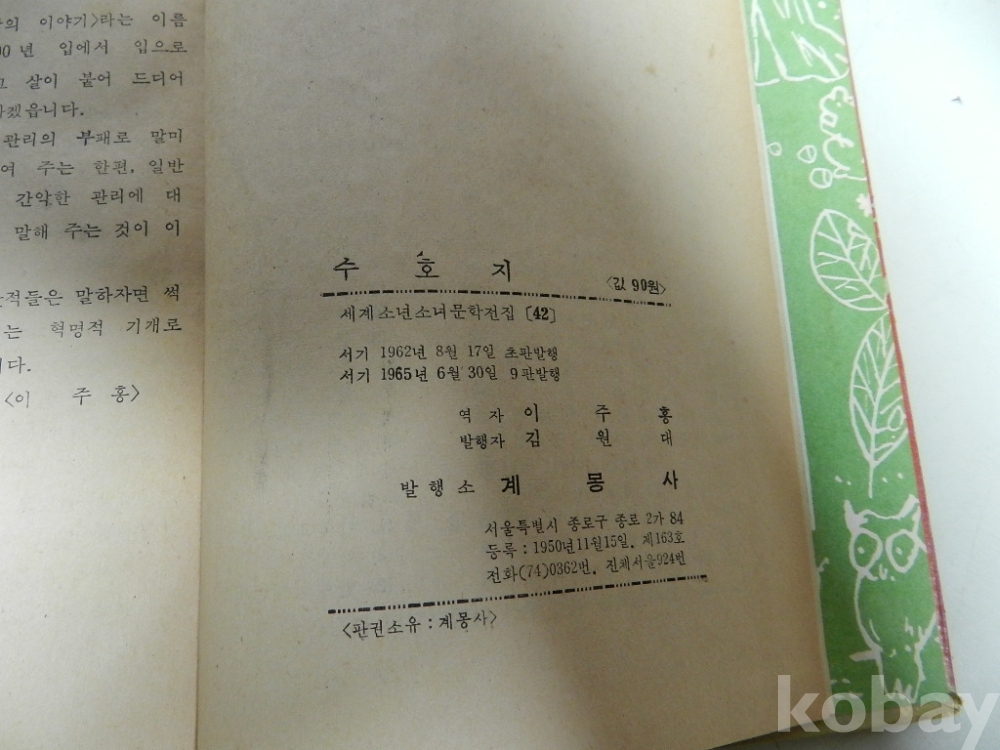 의 이야기〉라는 이름
00년 입에서 입으로
살이 붙어 드디어
하겠읍니다.
관리의 부패로 말미
여 주는 한편, 일반
간악한 관리에 대
말해 주는 것이 이
적들은 말하자면 썩
는 혁명적 기개로
니다.
〈이 주 홍〉
수 호 지
〈값 90원〉
세계소년소녀문학전집 〔42〕
서기 1962년 8월 17일 초판발행
서기 1965년 6월 30일 9판발행
역 자 이 주 홍
발행자 김 원 대
발 행 소 계 몽 사
서울특별시 종로구 종로 2가 84
등록 : 1950년11월15일. 제163호
전화(74)0362번. 진체서울924번
〈판권소유 : 계몽사〉
kobay